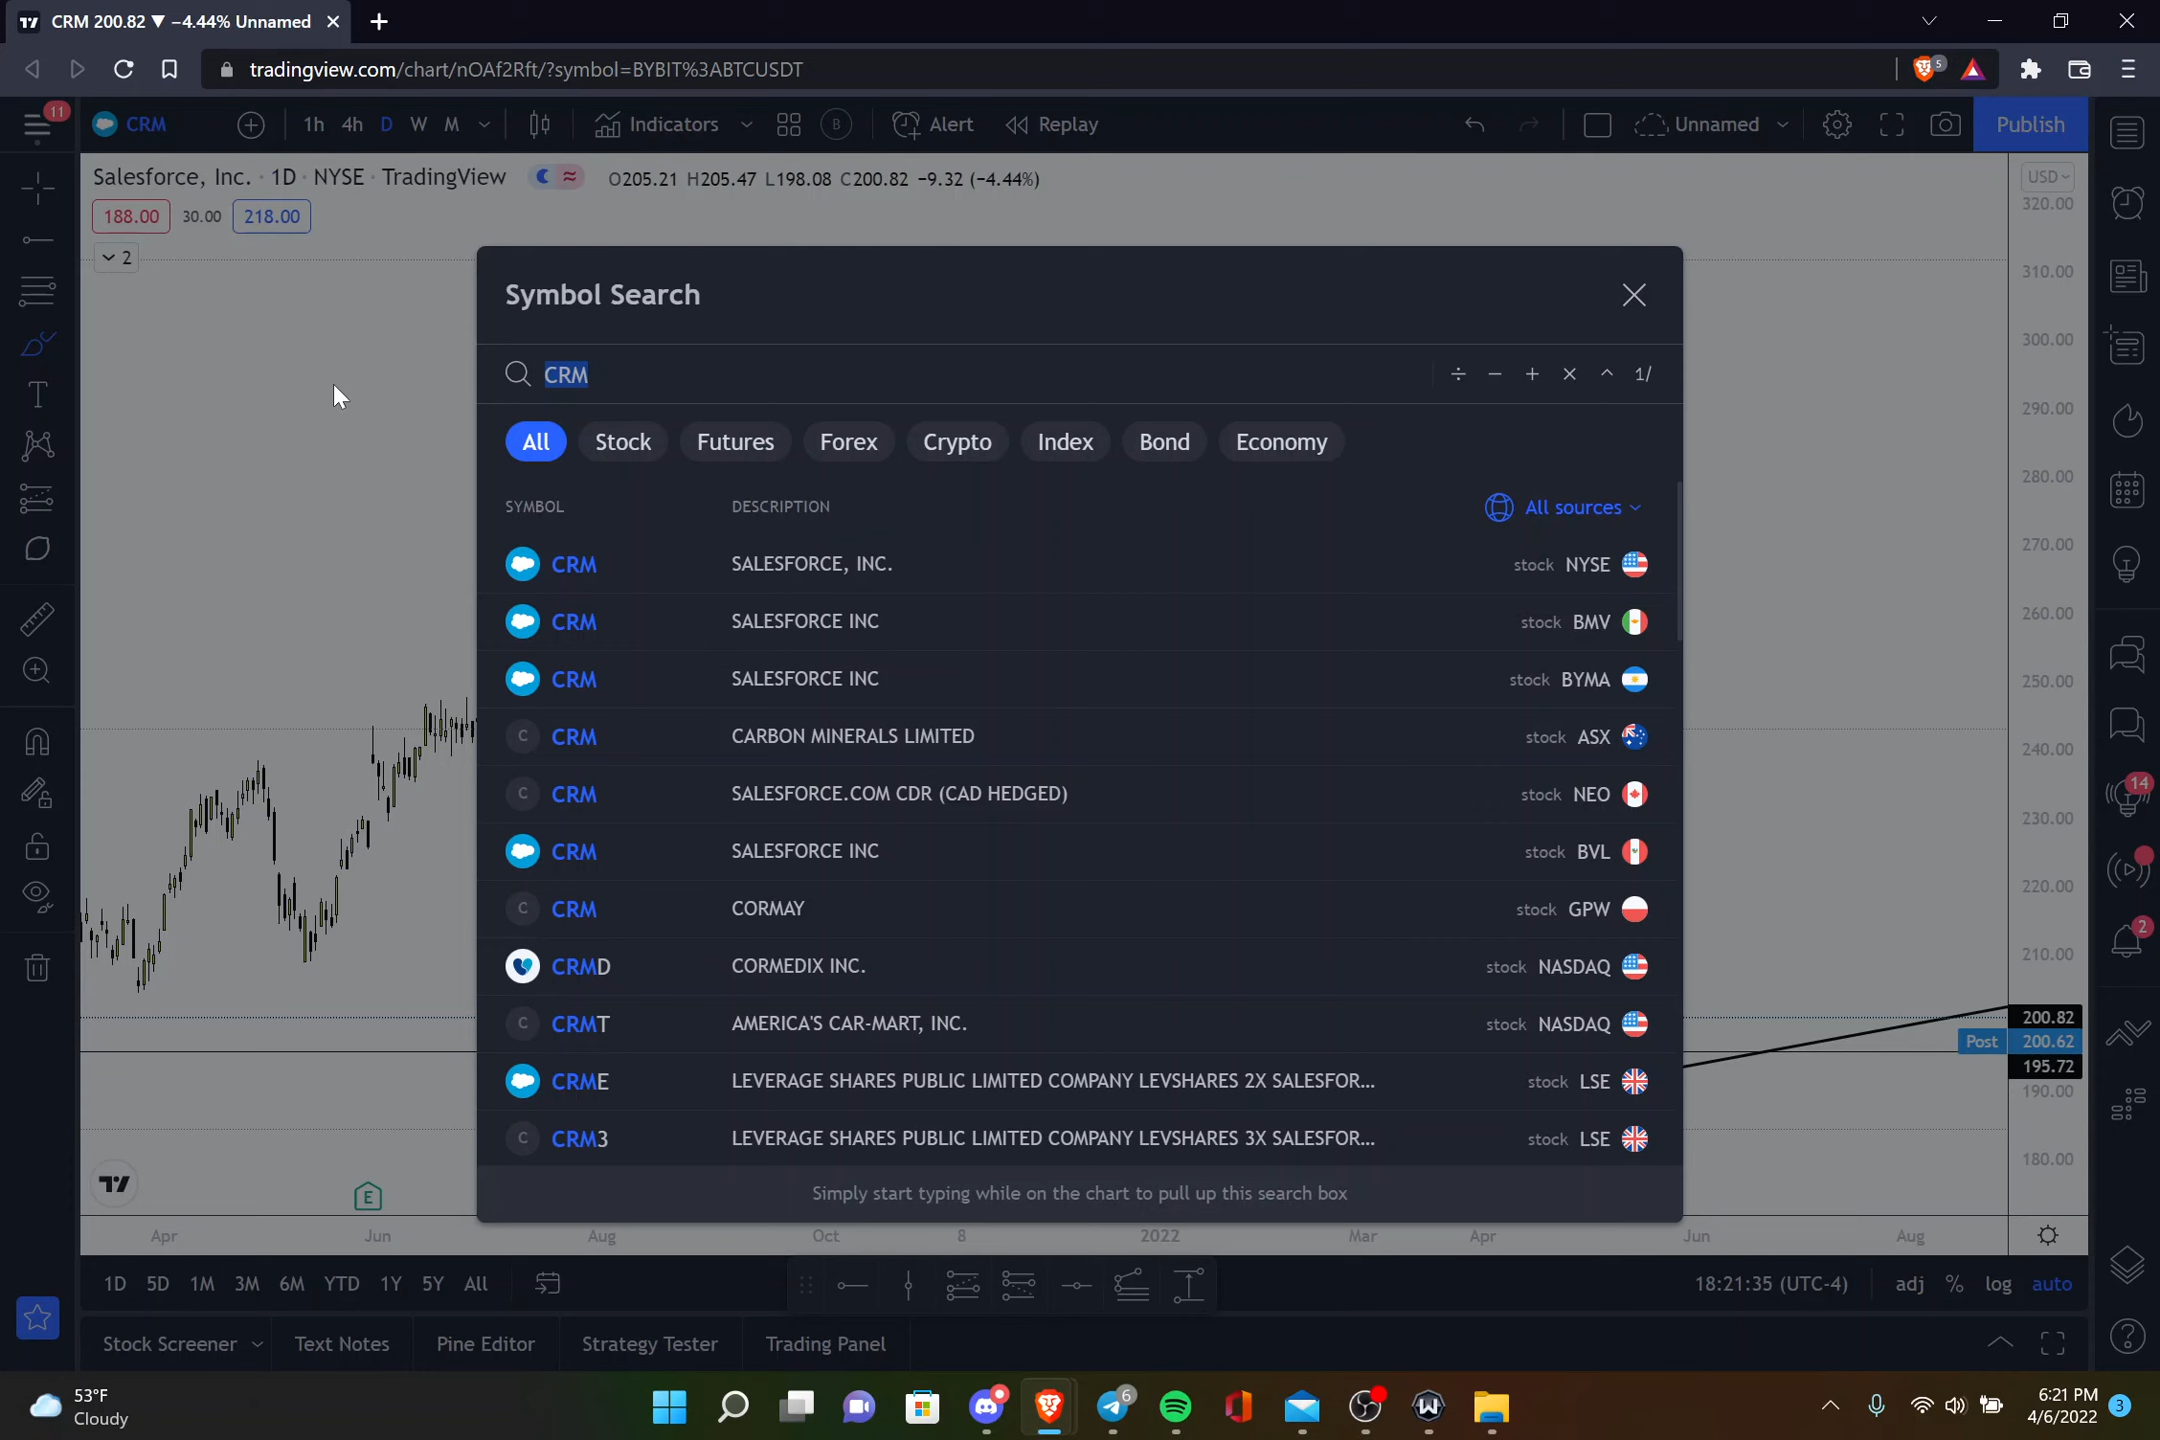 CRM 200.82 ▼ −4.44% Unnamed
tradingview.com/chart/nOAf2Rft/?symbol=BYBIT%3ABTCUSDT
5
11
CRM
1h 4h D W M
Indicators
B
Alert
Replay
Unnamed
Publish
Salesforce, Inc. · 1D · NYSE · TradingView
O205.21 H205.47 L198.08 C200.82 −9.32 (−4.44%)
USD
188.00 30.00 218.00
2
320.00
310.00
300.00
290.00
280.00
270.00
260.00
250.00
240.00
230.00
220.00
210.00
200.82
Post 200.62
195.72
190.00
180.00
Symbol Search
CRM
÷ − + × ^ 1/
All Stock Futures Forex Crypto Index Bond Economy
SYMBOL DESCRIPTION All sources
CRM SALESFORCE, INC. stock NYSE
CRM SALESFORCE INC stock BMV
CRM SALESFORCE INC stock BYMA
C CRM CARBON MINERALS LIMITED stock ASX
C CRM SALESFORCE.COM CDR (CAD HEDGED) stock NEO
CRM SALESFORCE INC stock BVL
C CRM CORMAY stock GPW
CRMD CORMEDIX INC. stock NASDAQ
C CRMT AMERICA'S CAR-MART, INC. stock NASDAQ
CRME LEVERAGE SHARES PUBLIC LIMITED COMPANY LEVSHARES 2X SALESFOR... stock LSE
C CRM3 LEVERAGE SHARES PUBLIC LIMITED COMPANY LEVSHARES 3X SALESFOR... stock LSE
Simply start typing while on the chart to pull up this search box
14
2
E
Apr Jun Aug Oct 8 2022 Mar Apr Jun Aug
1D 5D 1M 3M 6M YTD 1Y 5Y All
18:21:35 (UTC-4) adj % log auto
Stock Screener Text Notes Pine Editor Strategy Tester Trading Panel
53°F
Cloudy
6
6:21 PM
4/6/2022
3